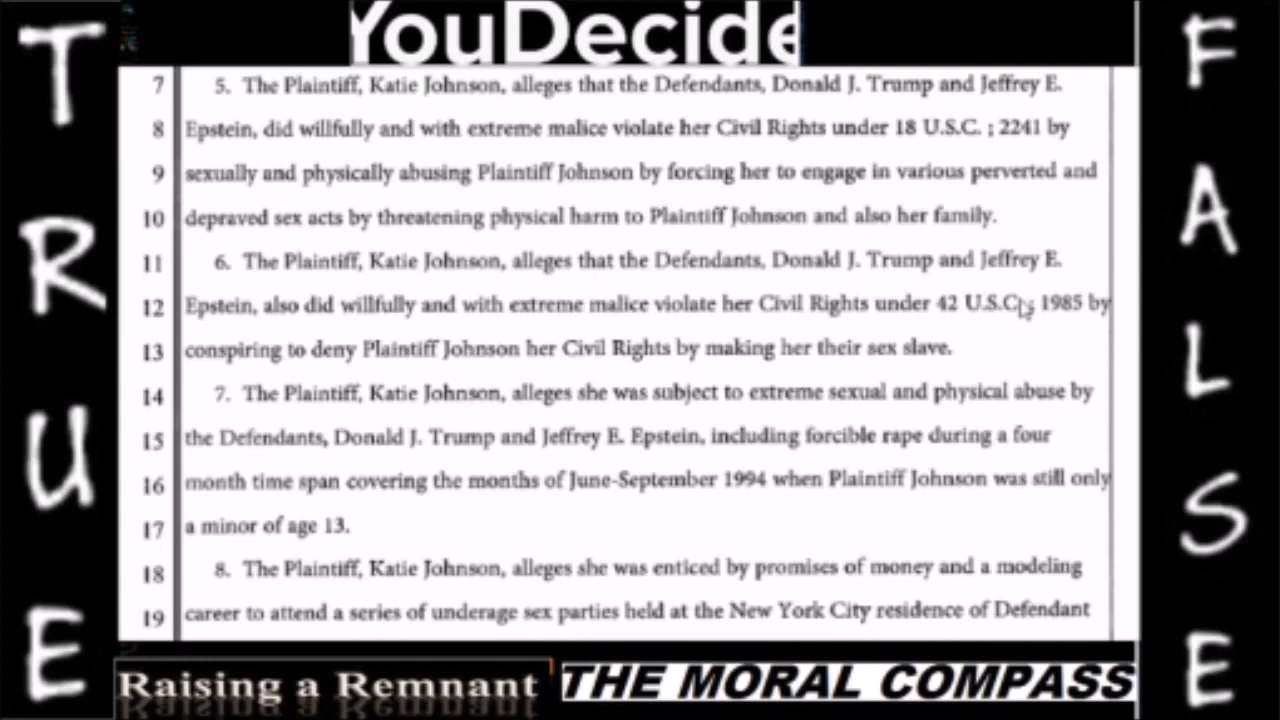 YouDecide
TRUE
7 5. The Plaintiff, Katie Johnson, alleges that the Defendants, Donald J. Trump and Jeffrey E.
8 Epstein, did willfully and with extreme malice violate her Civil Rights under 18 U.S.C. ; 2241 by
9 sexually and physically abusing Plaintiff Johnson by forcing her to engage in various perverted and
10 depraved sex acts by threatening physical harm to Plaintiff Johnson and also her family.
11 6. The Plaintiff, Katie Johnson, alleges that the Defendants, Donald J. Trump and Jeffrey E.
12 Epstein, also did willfully and with extreme malice violate her Civil Rights under 42 U.S.C. ; 1985 by
13 conspiring to deny Plaintiff Johnson her Civil Rights by making her their sex slave.
14 7. The Plaintiff, Katie Johnson, alleges she was subject to extreme sexual and physical abuse by
15 the Defendants, Donald J. Trump and Jeffrey E. Epstein, including forcible rape during a four
16 month time span covering the months of June-September 1994 when Plaintiff Johnson was still only
17 a minor of age 13.
18 8. The Plaintiff, Katie Johnson, alleges she was enticed by promises of money and a modeling
19 career to attend a series of underage sex parties held at the New York City residence of Defendant
FALSE
Raising a Remnant
THE MORAL COMPASS